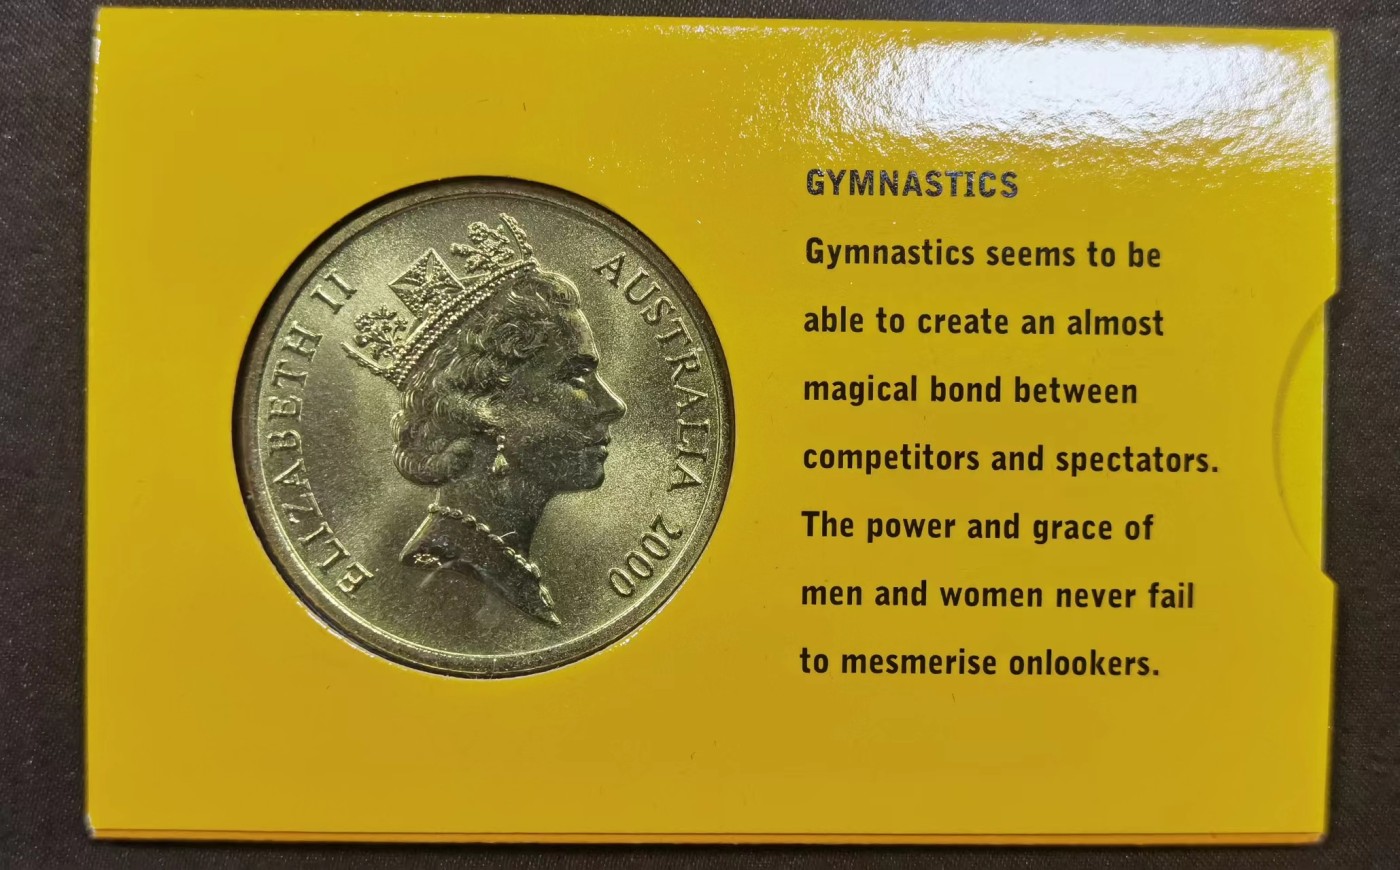 ELIZABETH II
AUSTRALIA 2000
GYMNASTICS
Gymnastics seems to be
able to create an almost
magical bond between
competitors and spectators.
The power and grace of
men and women never fail
to mesmerise onlookers.